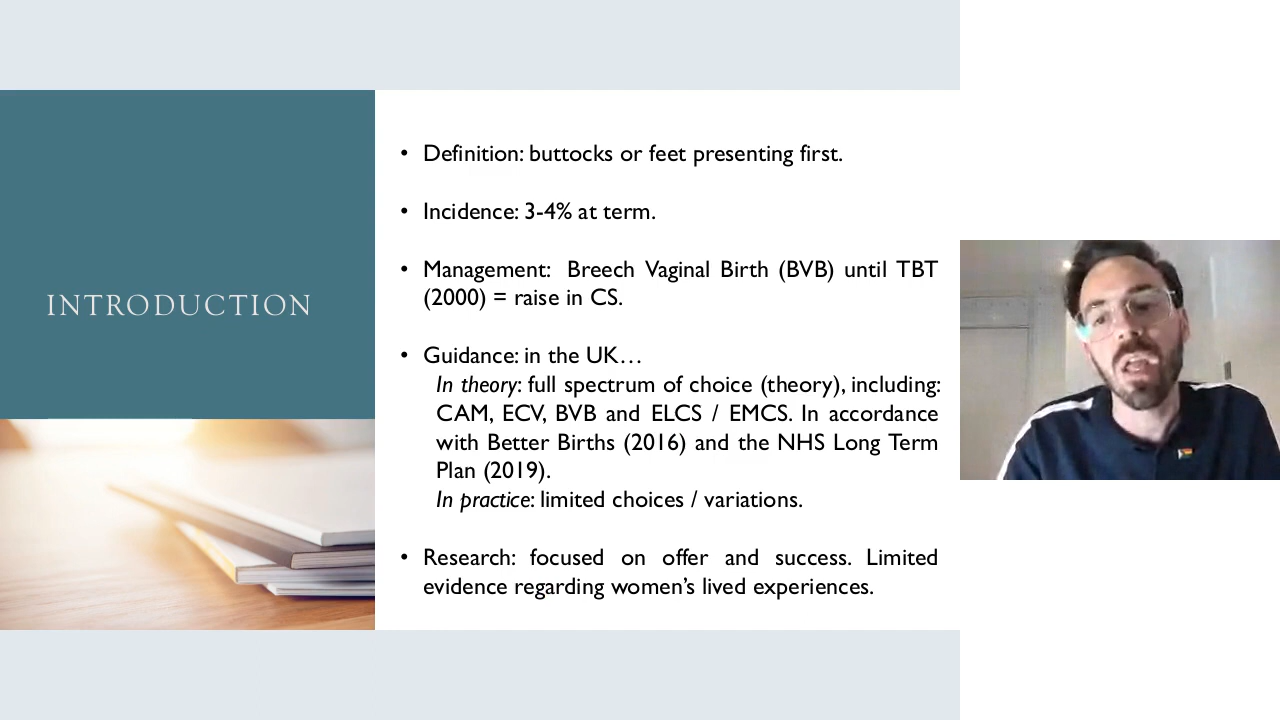 INTRODUCTION
• Definition: buttocks or feet presenting first.
• Incidence: 3-4% at term.
• Management: Breech Vaginal Birth (BVB) until TBT
(2000) = raise in CS.
• Guidance: in the UK…
In theory: full spectrum of choice (theory), including:
CAM, ECV, BVB and ELCS / EMCS. In accordance
with Better Births (2016) and the NHS Long Term
Plan (2019).
In practice: limited choices / variations.
• Research: focused on offer and success. Limited
evidence regarding women’s lived experiences.